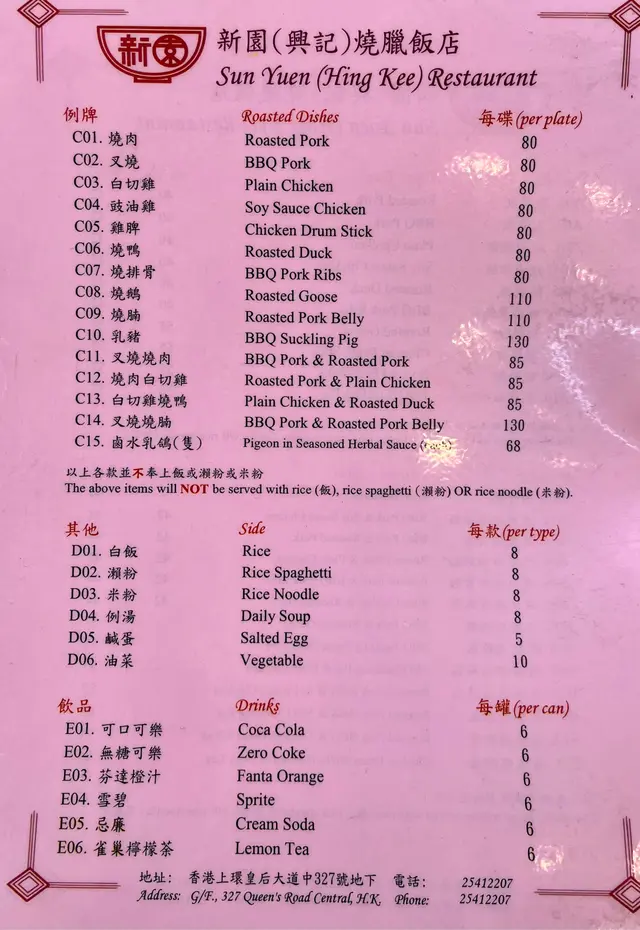 新園
新園(興記)燒臘飯店
Sun Yuen (Hing Kee) Restaurant
例牌 Roasted Dishes 每碟(per plate)
C01. 燒肉 Roasted Pork 80
C02. 叉燒 BBQ Pork 80
C03. 白切雞 Plain Chicken 80
C04. 豉油雞 Soy Sauce Chicken 80
C05. 雞脾 Chicken Drum Stick 80
C06. 燒鴨 Roasted Duck 80
C07. 燒排骨 BBQ Pork Ribs 80
C08. 燒鵝 Roasted Goose 110
C09. 燒腩 Roasted Pork Belly 110
C10. 乳豬 BBQ Suckling Pig 130
C11. 叉燒燒肉 BBQ Pork & Roasted Pork 85
C12. 燒肉白切雞 Roasted Pork & Plain Chicken 85
C13. 白切雞燒鴨 Plain Chicken & Roasted Duck 85
C14. 叉燒燒腩 BBQ Pork & Roasted Pork Belly 130
C15. 鹵水乳鴿(隻) Pigeon in Seasoned Herbal Sauce 68
以上各款並不奉上飯或瀨粉或米粉
The above items will NOT be served with rice (飯), rice spaghetti (瀨粉) OR rice noodle (米粉).
其他 Side 每款(per type)
D01. 白飯 Rice 8
D02. 瀨粉 Rice Spaghetti 8
D03. 米粉 Rice Noodle 8
D04. 例湯 Daily Soup 8
D05. 鹹蛋 Salted Egg 5
D06. 油菜 Vegetable 10
飲品 Drinks 每罐(per can)
E01. 可口可樂 Coca Cola 6
E02. 無糖可樂 Zero Coke 6
E03. 芬達橙汁 Fanta Orange 6
E04. 雪碧 Sprite 6
E05. 忌廉 Cream Soda 6
E06. 雀巢檸檬茶 Lemon Tea 6
地址: 香港上環皇后大道中327號地下 電話: 25412207
Address: G/F., 327 Queen's Road Central, H.K. Phone: 25412207